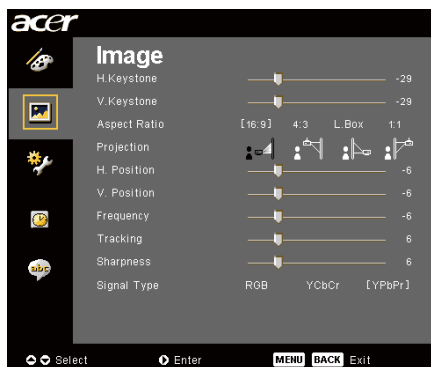 acer
Image
H.Keystone -29
V.Keystone -29
Aspect Ratio [16:9] 4:3 L.Box 1:1
Projection
H. Position -6
V. Position -6
Frequency -6
Tracking 6
Sharpness 6
Signal Type RGB YCbCr [YPbPr]
abc
Select Enter MENU BACK Exit